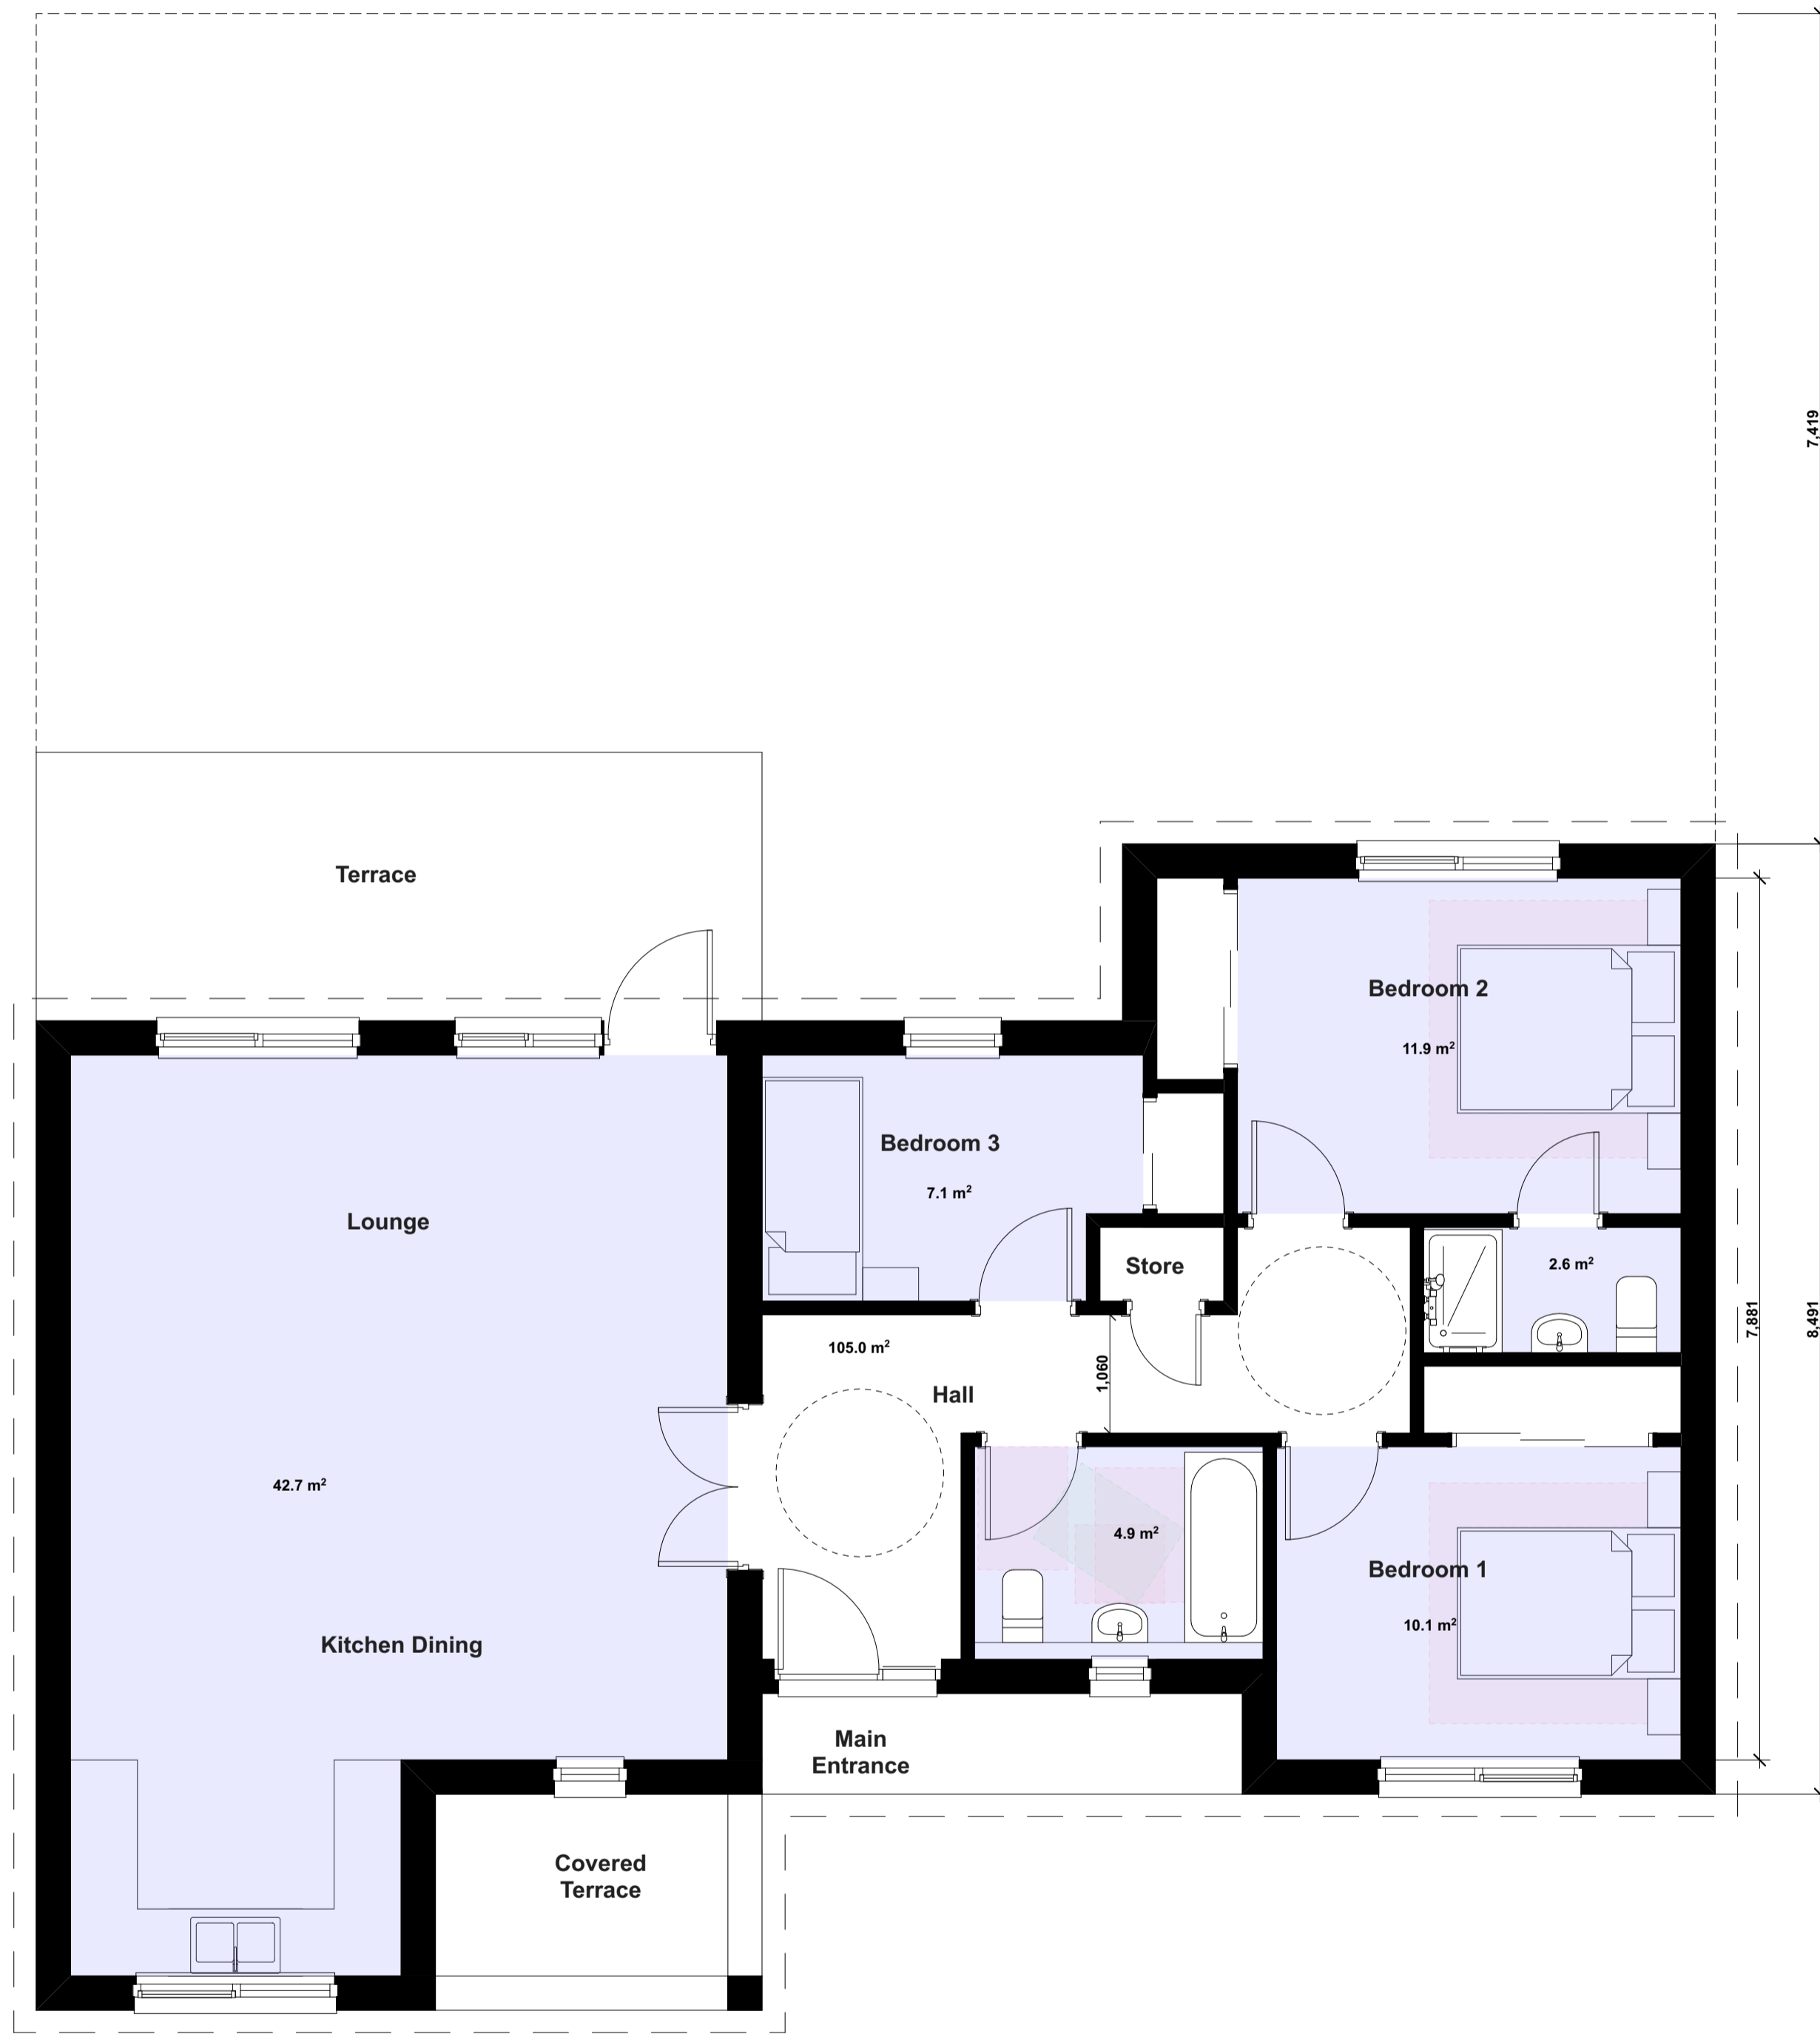 7,419
Terrace
Bedroom 2
11.9 m²
Bedroom 3
7.1 m²
Lounge
Store
2.6 m²
7,881
8,491
105.0 m²
1,060
Hall
42.7 m²
4.9 m²
Bedroom 1
10.1 m²
Kitchen Dining
Main
Entrance
Covered
Terrace